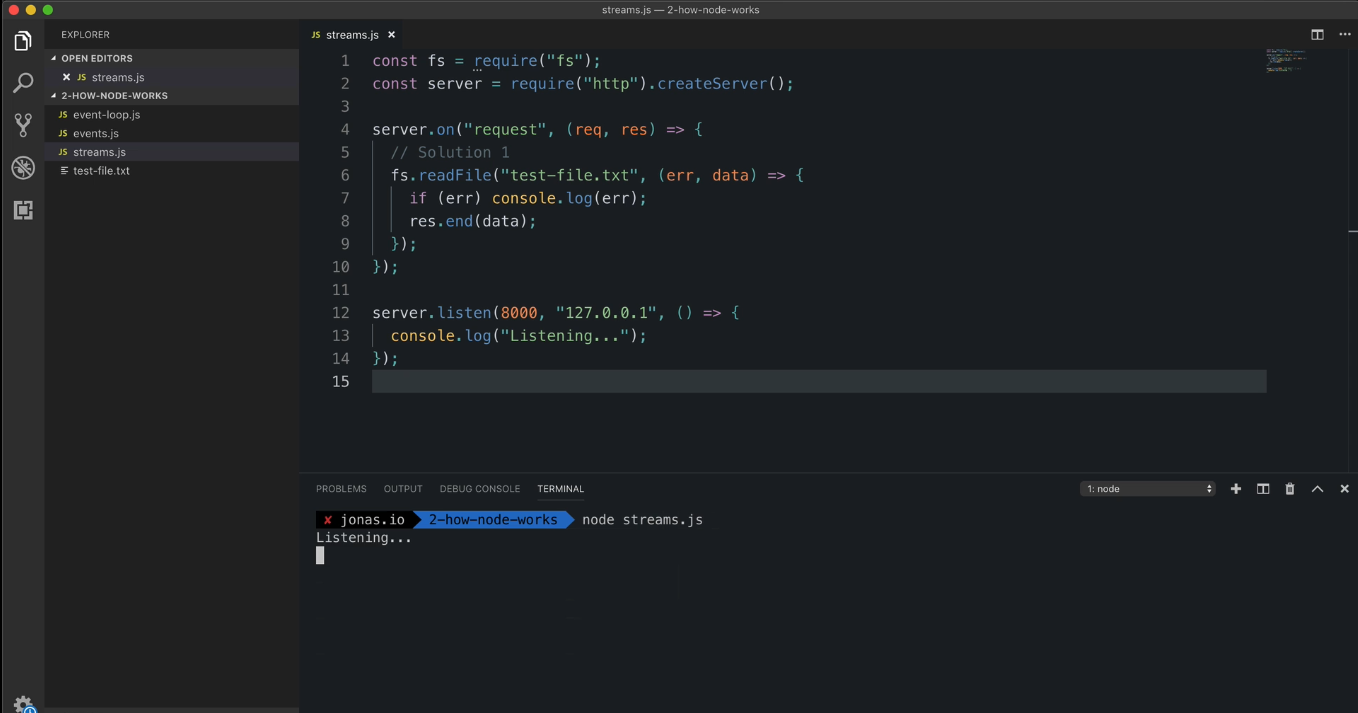 streams.js — 2-how-node-works
EXPLORER
OPEN EDITORS
JS streams.js
2-HOW-NODE-WORKS
JS event-loop.js
JS events.js
JS streams.js
test-file.txt
JS streams.js
1 const fs = require("fs");
2 const server = require("http").createServer();
3
4 server.on("request", (req, res) => {
5   // Solution 1
6   fs.readFile("test-file.txt", (err, data) => {
7     if (err) console.log(err);
8     res.end(data);
9   });
10 });
11
12 server.listen(8000, "127.0.0.1", () => {
13   console.log("Listening...");
14 });
15
PROBLEMS OUTPUT DEBUG CONSOLE TERMINAL 1: node
✘ jonas.io 2-how-node-works node streams.js
Listening...